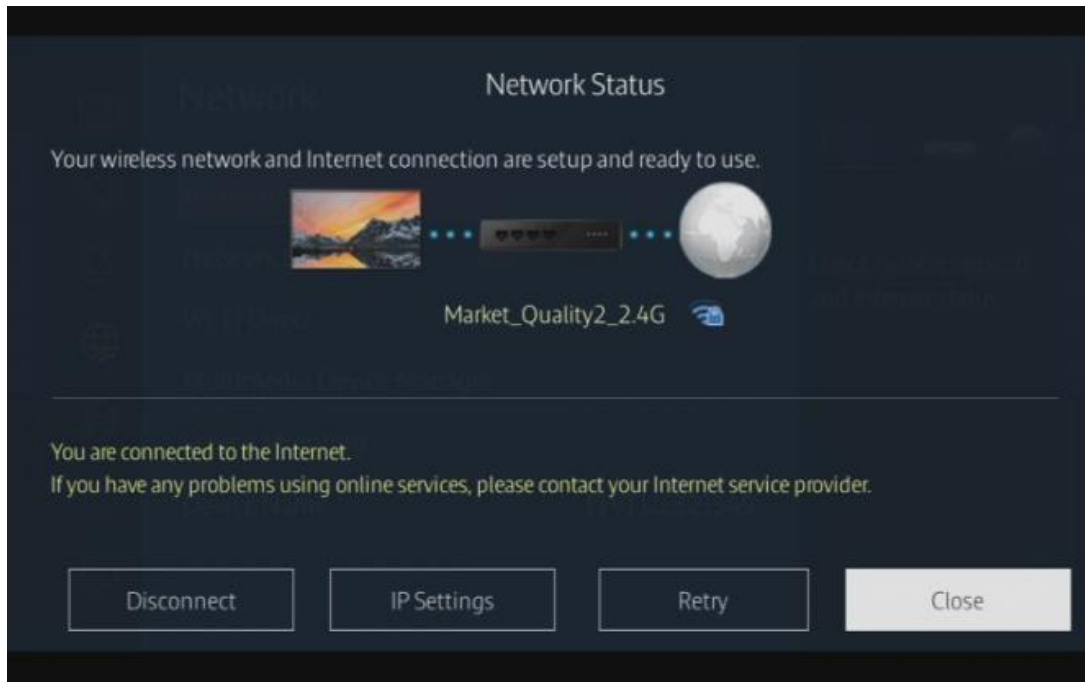 Network
Network Status
Your wireless network and Internet connection are setup and ready to use.
Market_Quality2_2.4G
You are connected to the Internet.
If you have any problems using online services, please contact your Internet service provider.
Disconnect
IP Settings
Retry
Close